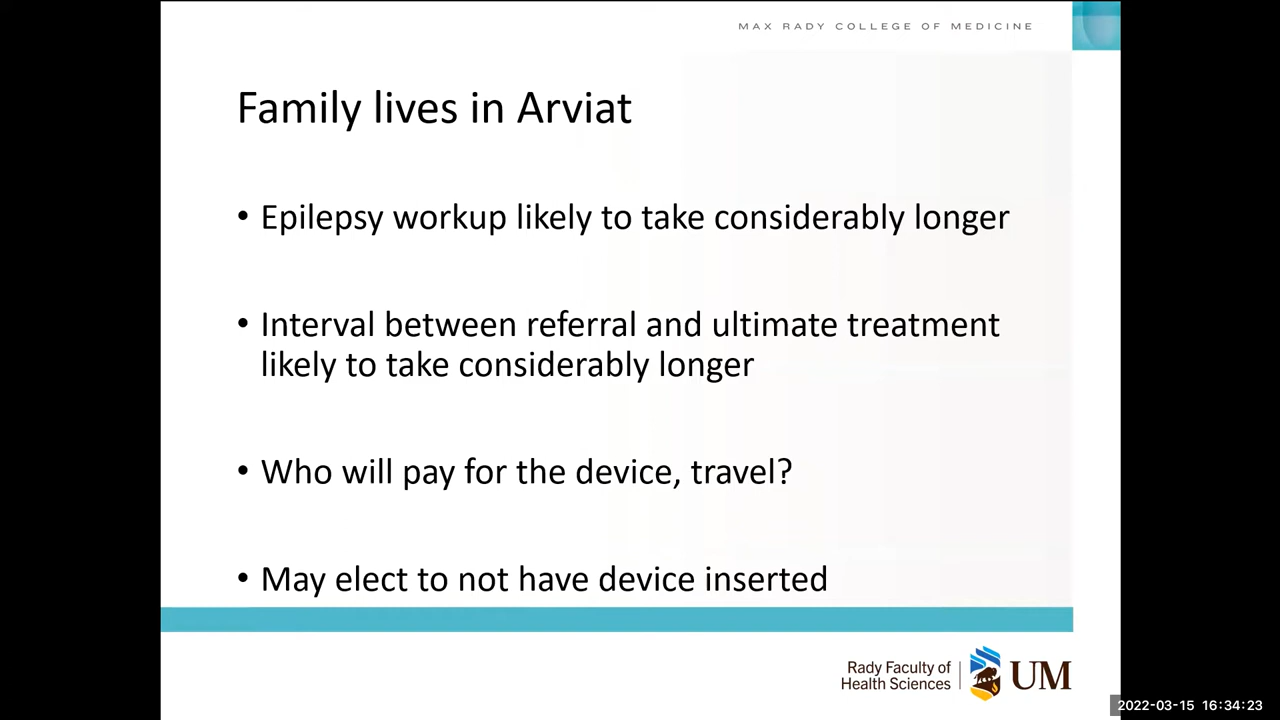 MAX RADY COLLEGE OF MEDICINE
Family lives in Arviat
• Epilepsy workup likely to take considerably longer
• Interval between referral and ultimate treatment
likely to take considerably longer
• Who will pay for the device, travel?
• May elect to not have device inserted
Rady Faculty of
Health Sciences
UM
2022-03-15 16:34:23